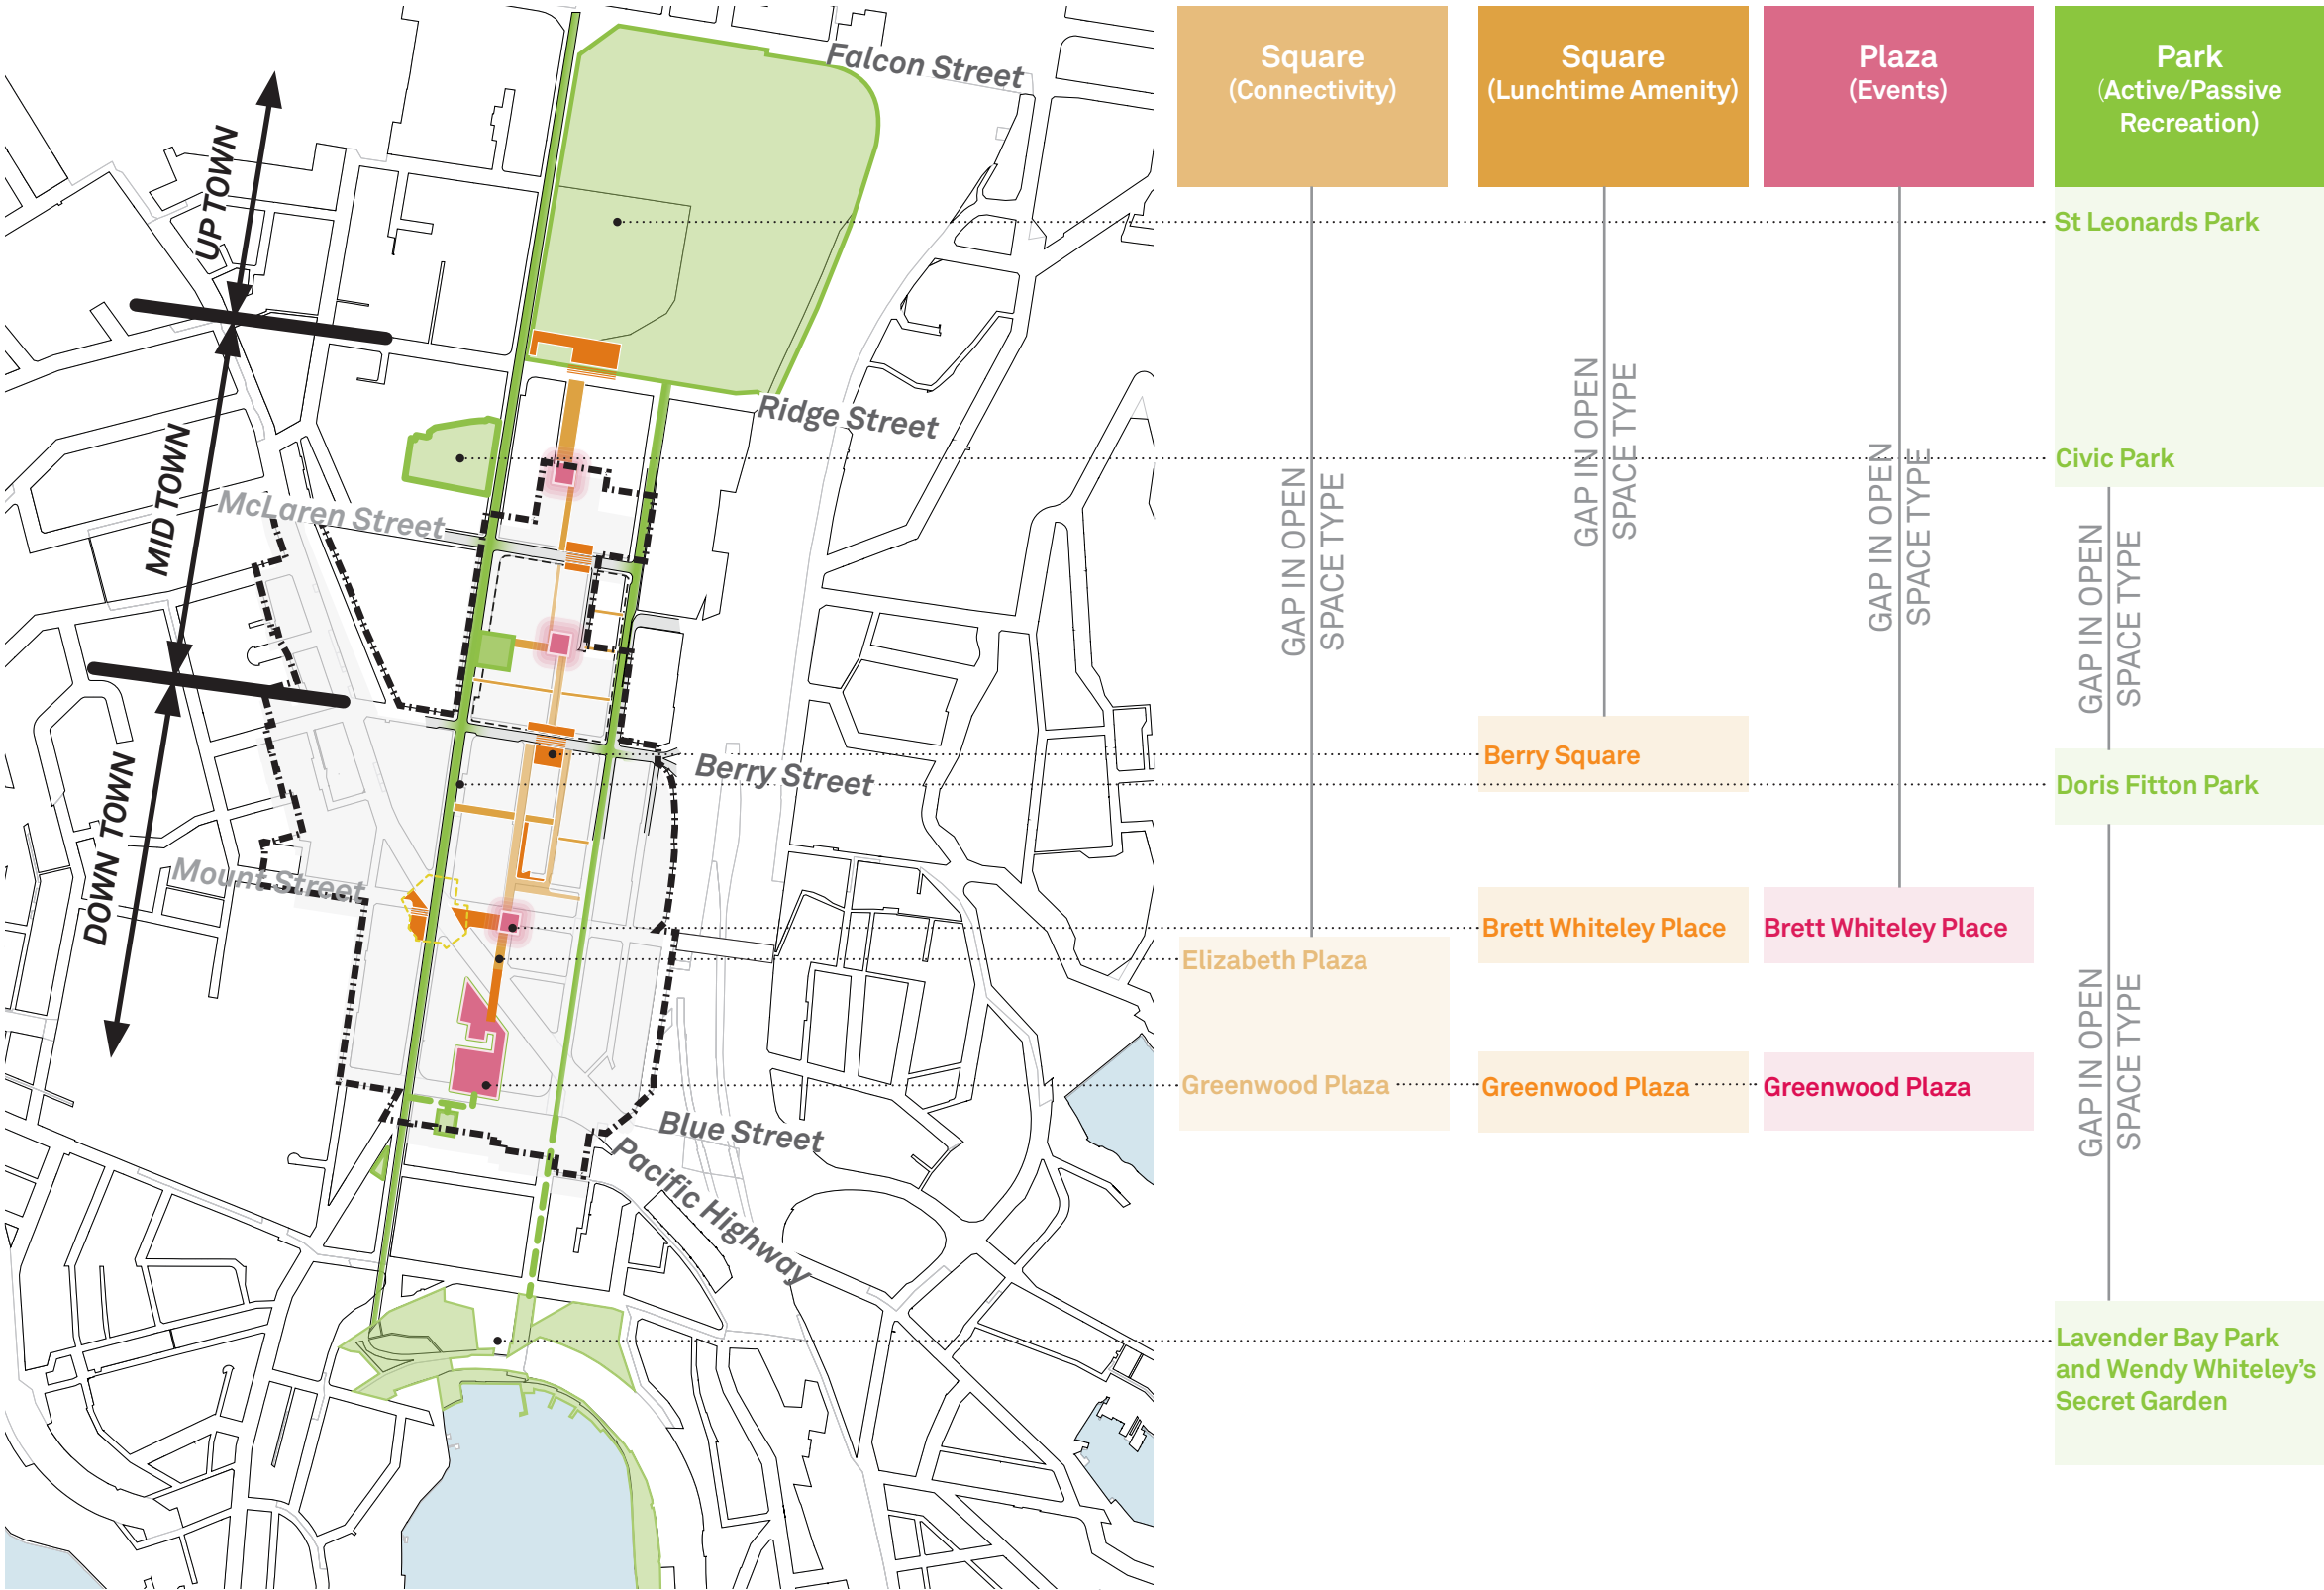 Square
(Connectivity)
Square
(Lunchtime Amenity)
Plaza
(Events)
Park
(Active/Passive
Recreation)
Falcon Street
UP TOWN
St Leonards Park
Ridge Street
MID TOWN
McLaren Street
Civic Park
GAP IN OPEN
SPACE TYPE
GAP IN OPEN
SPACE TYPE
GAP IN OPEN
SPACE TYPE
GAP IN OPEN
SPACE TYPE
Berry Street
Berry Square
Doris Fitton Park
DOWN TOWN
Mount Street
Brett Whiteley Place
Brett Whiteley Place
Elizabeth Plaza
GAP IN OPEN
SPACE TYPE
Greenwood Plaza
Greenwood Plaza
Greenwood Plaza
Blue Street
Pacific Highway
Lavender Bay Park
and Wendy Whiteley’s
Secret Garden